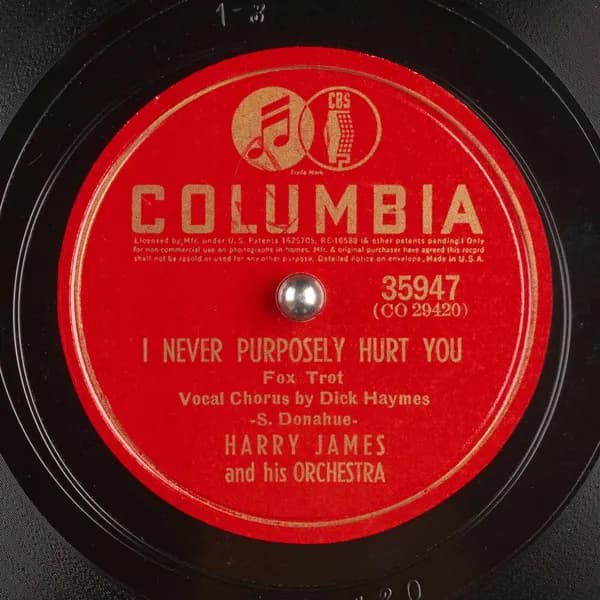 1-3
CBS
Trade Mark
COLUMBIA
Licensed by Mfr. under U.S. Patents 1625705, RE-16588 (& other patents pending) Only
for non-commercial use on phonographs in homes. Mfr. & original purchaser have agreed this record
shall not be resold or used for any other purpose. Detailed notice on envelope. Made in U.S.A.
35947
(CO 29420)
I NEVER PURPOSELY HURT YOU
Fox Trot
Vocal Chorus by Dick Haymes
-S. Donahue-
HARRY JAMES
and his ORCHESTRA
20